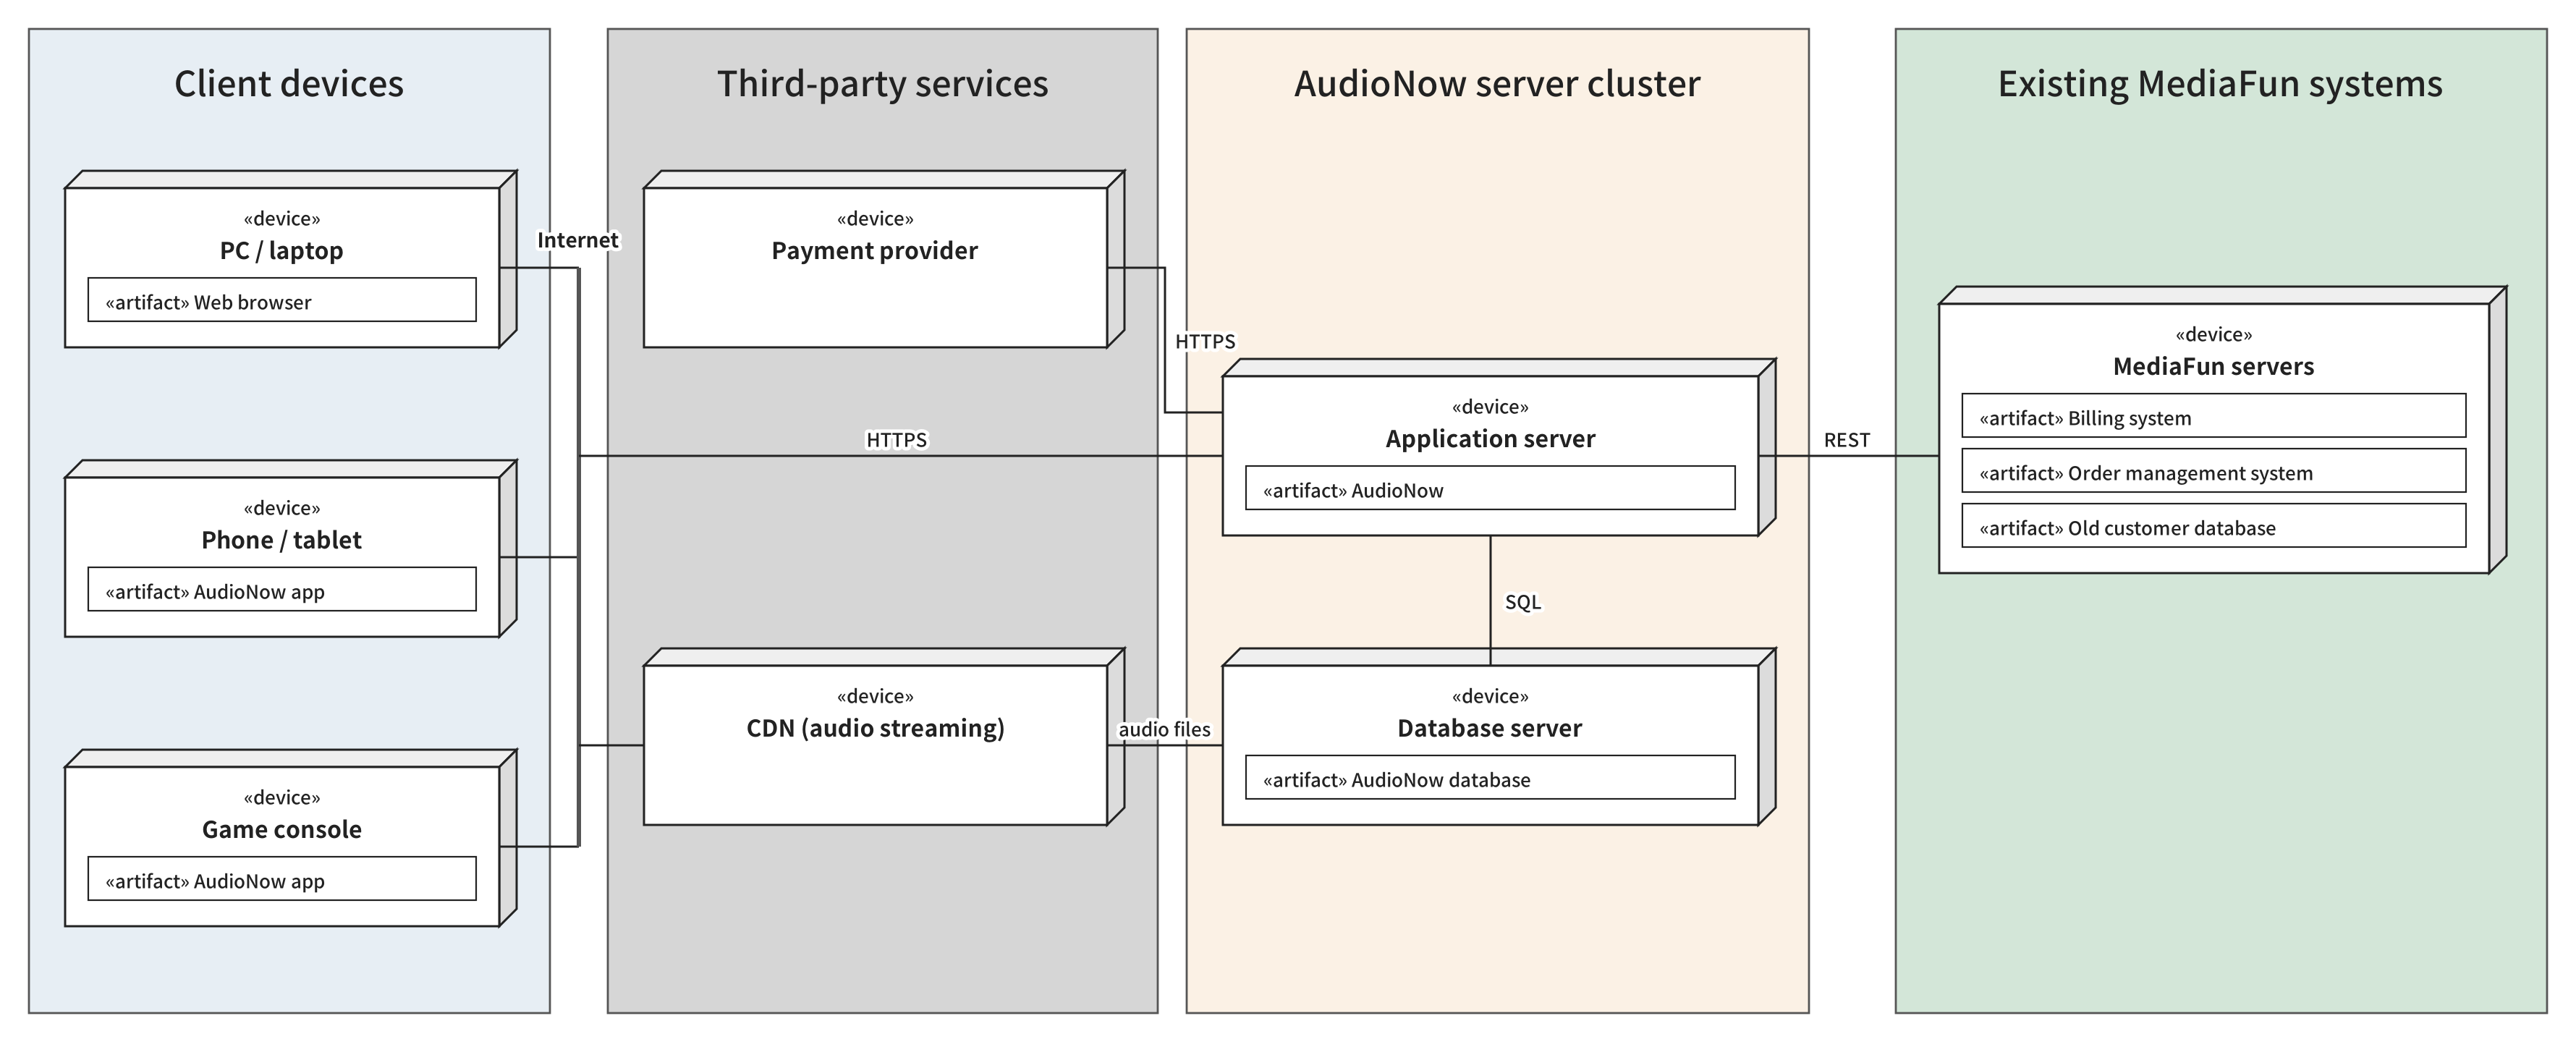 Client devices
«device»
PC / laptop
«artifact» Web browser
«device»
Phone / tablet
«artifact» AudioNow app
«device»
Game console
«artifact» AudioNow app
Internet
Third-party services
«device»
Payment provider
HTTPS
HTTPS
«device»
CDN (audio streaming)
audio files
AudioNow server cluster
«device»
Application server
«artifact» AudioNow
SQL
«device»
Database server
«artifact» AudioNow database
REST
Existing MediaFun systems
«device»
MediaFun servers
«artifact» Billing system
«artifact» Order management system
«artifact» Old customer database